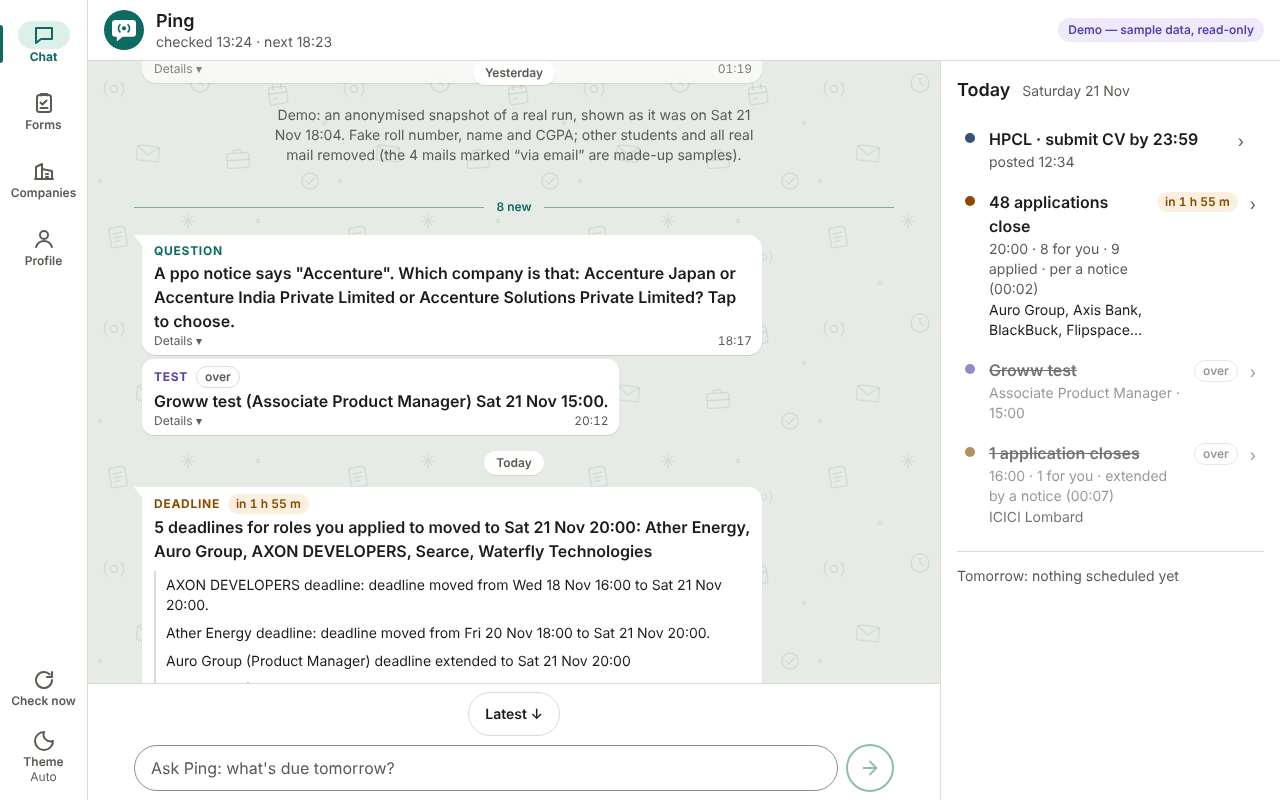 Chat
Forms
Companies
Profile
Check now
Theme
Auto
Ping
checked 13:24 · next 18:23
Demo — sample data, read-only
Details ▾
01:19
Yesterday
Demo: an anonymised snapshot of a real run, shown as it was on Sat 21
Nov 18:04. Fake roll number, name and CGPA; other students and all real
mail removed (the 4 mails marked “via email” are made-up samples).
8 new
QUESTION
A ppo notice says "Accenture". Which company is that: Accenture Japan or
Accenture India Private Limited or Accenture Solutions Private Limited? Tap
to choose.
Details ▾
18:17
TEST over
Groww test (Associate Product Manager) Sat 21 Nov 15:00.
Details ▾
20:12
Today
DEADLINE in 1 h 55 m
5 deadlines for roles you applied to moved to Sat 21 Nov 20:00: Ather Energy,
Auro Group, AXON DEVELOPERS, Searce, Waterfly Technologies
AXON DEVELOPERS deadline: deadline moved from Wed 18 Nov 16:00 to Sat 21 Nov
20:00.
Ather Energy deadline: deadline moved from Fri 20 Nov 18:00 to Sat 21 Nov 20:00.
Auro Group (Product Manager) deadline extended to Sat 21 Nov 20:00
Latest ↓
Ask Ping: what's due tomorrow?
Today Saturday 21 Nov
HPCL · submit CV by 23:59
posted 12:34
48 applications
close
in 1 h 55 m
20:00 · 8 for you · 9
applied · per a notice
(00:02)
Auro Group, Axis Bank,
BlackBuck, Flipspace…
Groww test
over
Associate Product Manager ·
15:00
1 application closes
over
16:00 · 1 for you · extended
by a notice (00:07)
ICICI Lombard
Tomorrow: nothing scheduled yet